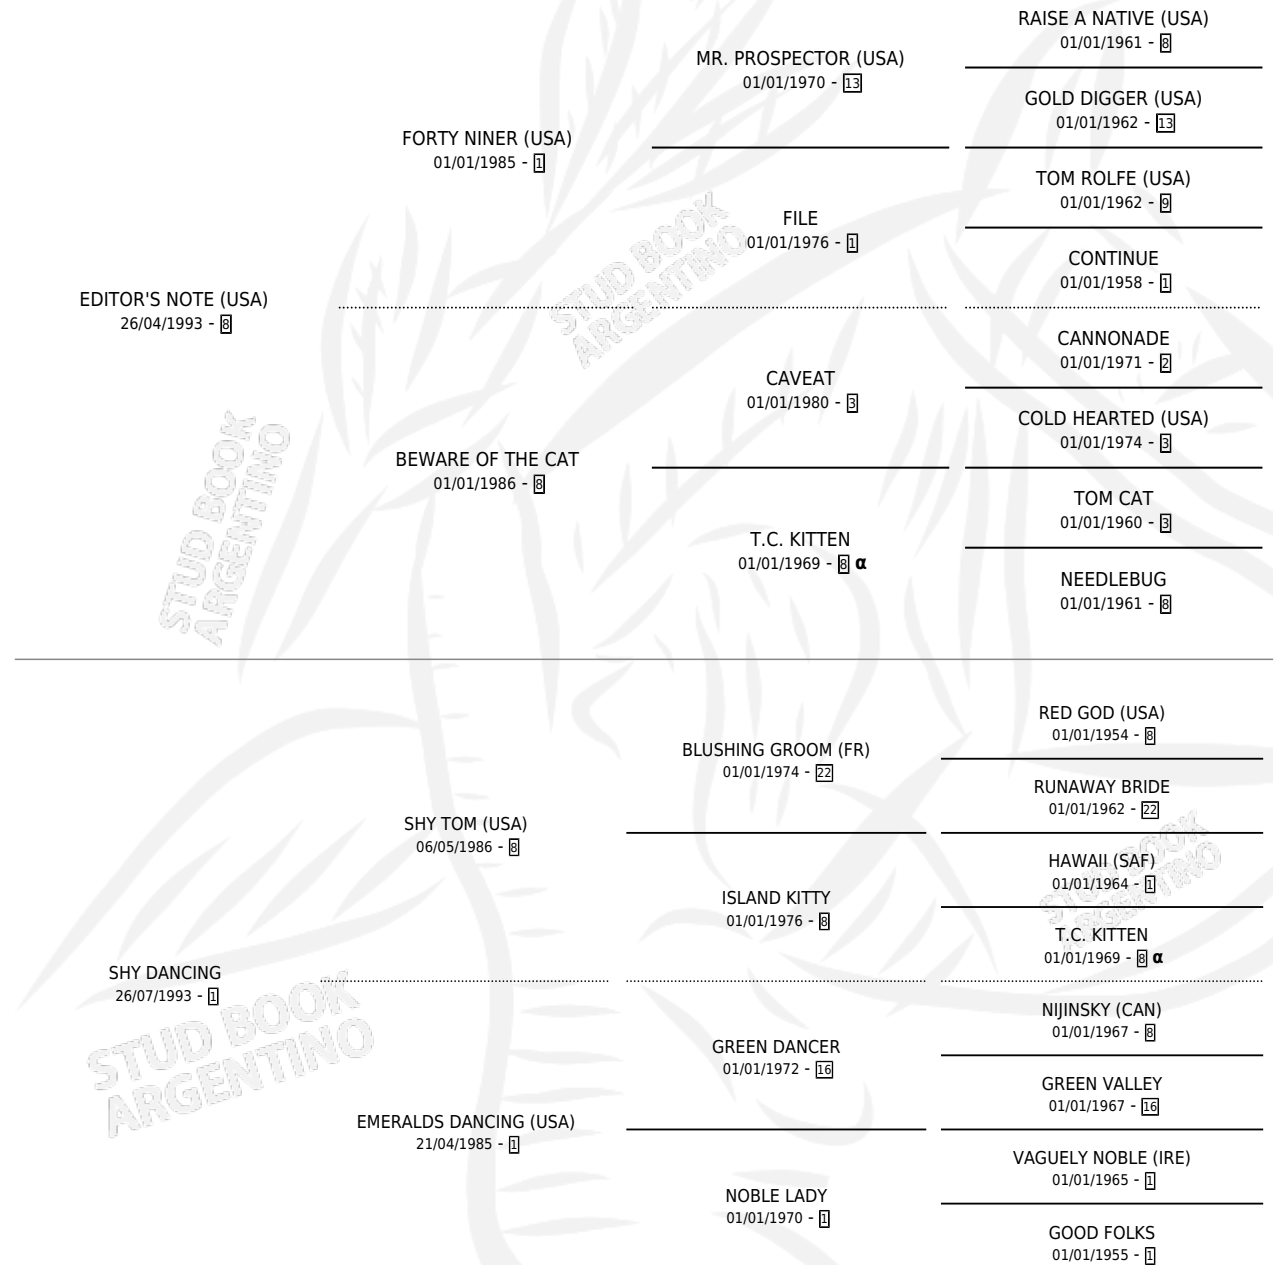 RAISE A NATIVE (USA)
01/01/1961 - 8
MR. PROSPECTOR (USA)
01/01/1970 - 13
GOLD DIGGER (USA)
01/01/1962 - 13
FORTY NINER (USA)
01/01/1985 - 1
TOM ROLFE (USA)
01/01/1962 - 9
FILE
01/01/1976 - 1
CONTINUE
01/01/1958 - 1
EDITOR'S NOTE (USA)
26/04/1993 - 8
STUD BOOK
ARGENTINO
CANNONADE
01/01/1971 - 2
CAVEAT
01/01/1980 - 3
COLD HEARTED (USA)
01/01/1974 - 3
BEWARE OF THE CAT
01/01/1986 - 8
TOM CAT
01/01/1960 - 3
T.C. KITTEN
01/01/1969 - 8 α
NEEDLEBUG
01/01/1961 - 8
STUD BOOK
ARGENTINO
RED GOD (USA)
01/01/1954 - 8
BLUSHING GROOM (FR)
01/01/1974 - 22
RUNAWAY BRIDE
01/01/1962 - 22
SHY TOM (USA)
06/05/1986 - 8
HAWAII (SAF)
01/01/1964 - 1
ISLAND KITTY
01/01/1976 - 8
STUD BOOK
ARGENTINO
T.C. KITTEN
01/01/1969 - 8 α
SHY DANCING
26/07/1993 - 1
STUD BOOK
ARGENTINO
NIJINSKY (CAN)
01/01/1967 - 8
GREEN DANCER
01/01/1972 - 16
GREEN VALLEY
01/01/1967 - 16
EMERALDS DANCING (USA)
21/04/1985 - 1
VAGUELY NOBLE (IRE)
01/01/1965 - 1
NOBLE LADY
01/01/1970 - 1
GOOD FOLKS
01/01/1955 - 1